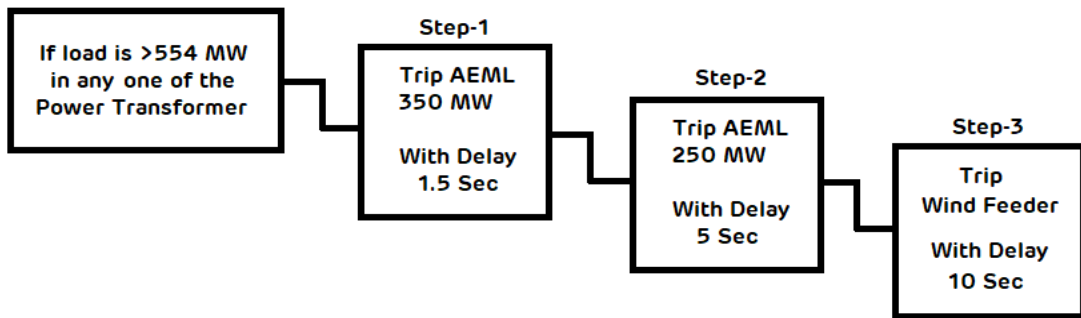 If load is >554 MW
in any one of the
Power Transformer
Step-1
Trip AEML
350 MW
With Delay
1.5 Sec
Step-2
Trip AEML
250 MW
With Delay
5 Sec
Step-3
Trip
Wind Feeder
With Delay
10 Sec